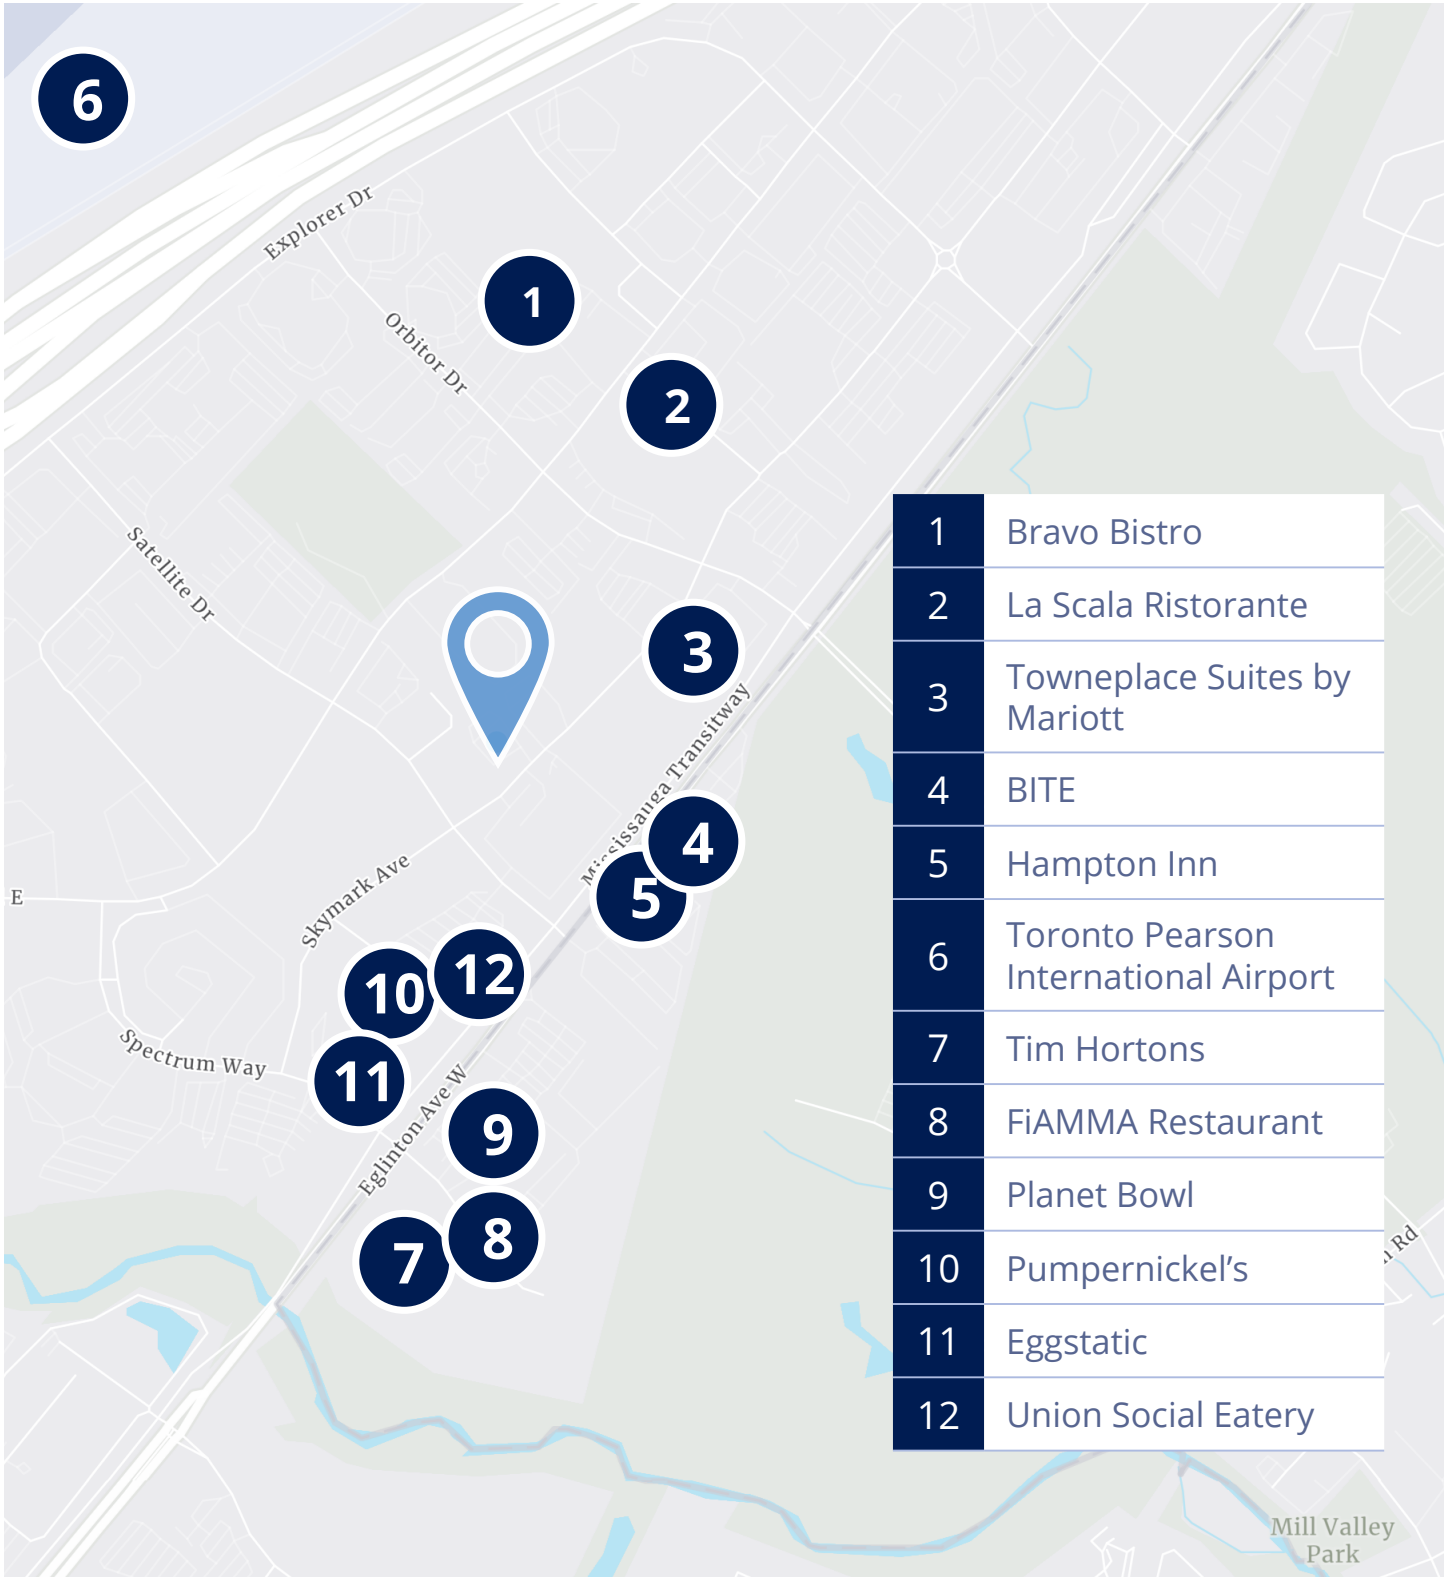 6
Explorer Dr
1
Orbitor Dr
2
Satellite Dr
3
Mississauga Transitway
4
5
E
Skymark Ave
10
12
Spectrum Way
11
Eglinton Ave W
9
8
7
1 Bravo Bistro
2 La Scala Ristorante
3 Towneplace Suites by
Mariott
4 BITE
5 Hampton Inn
6 Toronto Pearson
International Airport
7 Tim Hortons
8 FiAMMA Restaurant
9 Planet Bowl
10 Pumpernickel’s
11 Eggstatic
12 Union Social Eatery
Rd
Mill Valley
Park